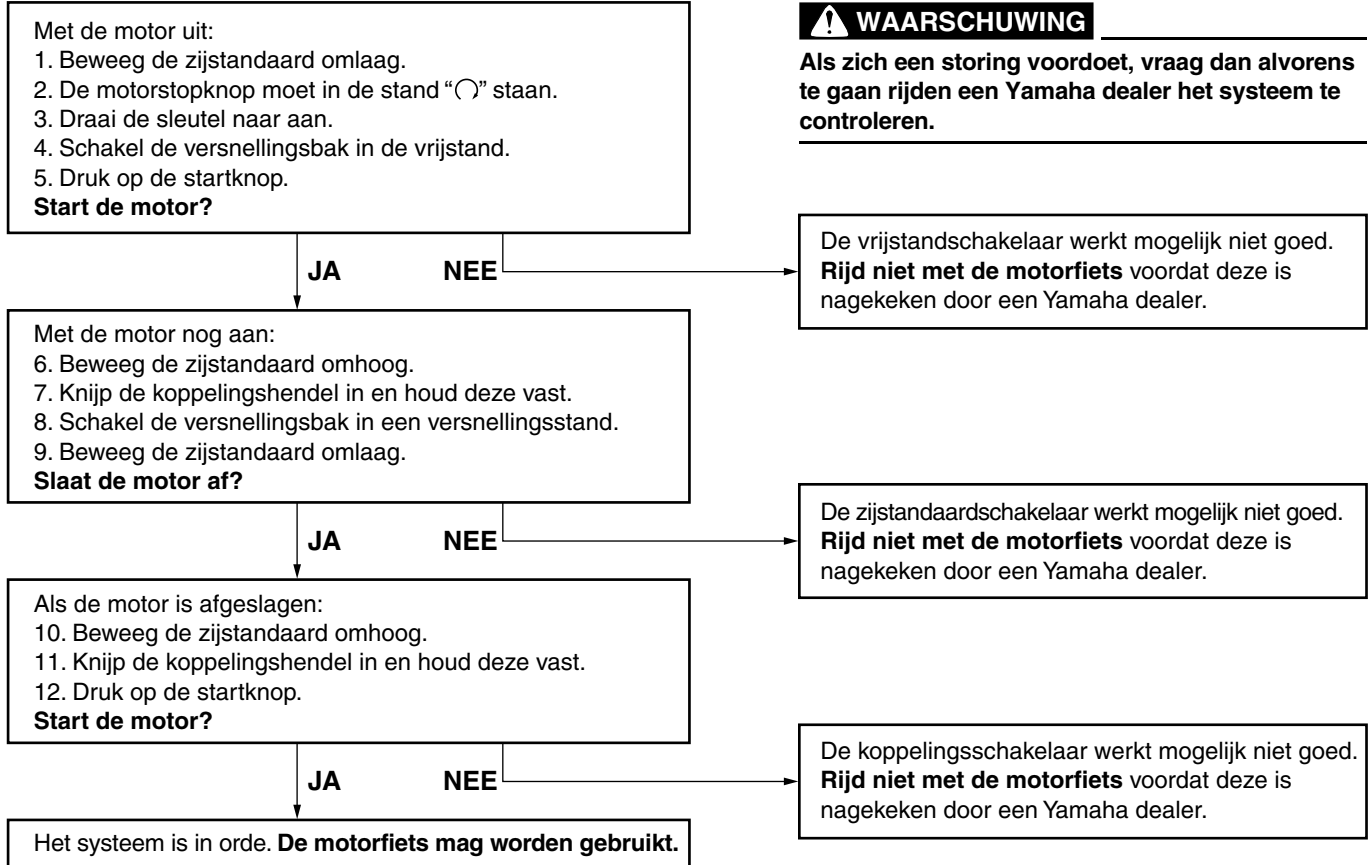 Met de motor uit:
1. Beweeg de zijstandaard omlaag.
2. De motorstopknop moet in de stand “○” staan.
3. Draai de sleutel naar aan.
4. Schakel de versnellingsbak in de vrijstand.
5. Druk op de startknop.
Start de motor?
WAARSCHUWING
Als zich een storing voordoet, vraag dan alvorens
te gaan rijden een Yamaha dealer het systeem te
controleren.
JA NEE
De vrijstandschakelaar werkt mogelijk niet goed.
Rijd niet met de motorfiets voordat deze is
nagekeken door een Yamaha dealer.
Met de motor nog aan:
6. Beweeg de zijstandaard omhoog.
7. Knijp de koppelingshendel in en houd deze vast.
8. Schakel de versnellingsbak in een versnellingsstand.
9. Beweeg de zijstandaard omlaag.
Slaat de motor af?
JA NEE
De zijstandaardschakelaar werkt mogelijk niet goed.
Rijd niet met de motorfiets voordat deze is
nagekeken door een Yamaha dealer.
Als de motor is afgeslagen:
10. Beweeg de zijstandaard omhoog.
11. Knijp de koppelingshendel in en houd deze vast.
12. Druk op de startknop.
Start de motor?
JA NEE
De koppelingsschakelaar werkt mogelijk niet goed.
Rijd niet met de motorfiets voordat deze is
nagekeken door een Yamaha dealer.
Het systeem is in orde. De motorfiets mag worden gebruikt.